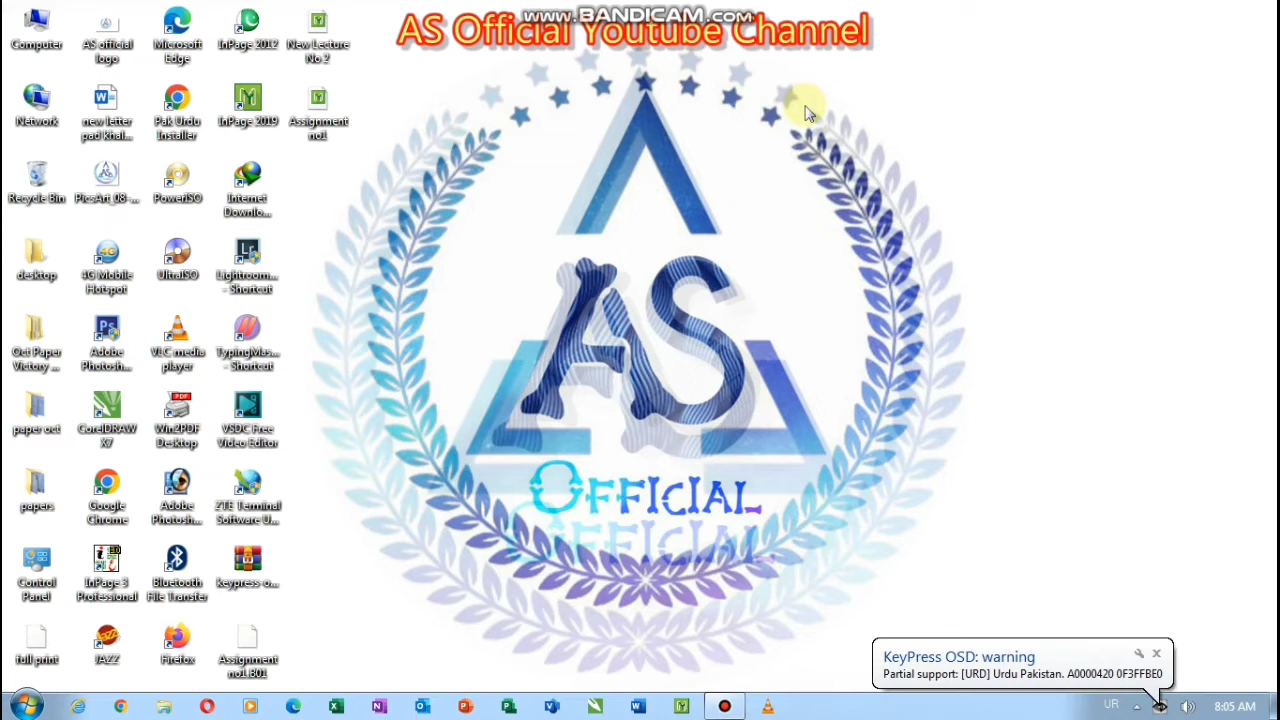 www.BANDICAM.com
AS Official Youtube Channel
Computer
AS official
logo
Microsoft
Edge
InPage 2012
New Lecture
No.2
Network
new letter
pad khal...
Pak Urdu
Installer
InPage 2019
Assignment
no1
Recycle Bin
PicsArt_08-...
PowerISO
Internet
Downlo...
desktop
4G Mobile
Hotspot
UltraISO
Lightroom...
- Shortcut
Oct Paper
Victory ...
Adobe
Photosh...
VLC media
player
TypingMas...
- Shortcut
paper oct
CorelDRAW
X7
Win2PDF
Desktop
VSDC Free
Video Editor
papers
Google
Chrome
Adobe
Photosh...
ZTE Terminal
Software U...
Control
Panel
InPage 3
Professional
Bluetooth
File Transfer
keypress-o...
full print
JAZZ
Firefox
Assignment
no1.B01
AS
OFFICIAL
KeyPress OSD: warning
Partial support: [URD] Urdu Pakistan. A0000420 0F3FFBE0
UR
8:05 AM